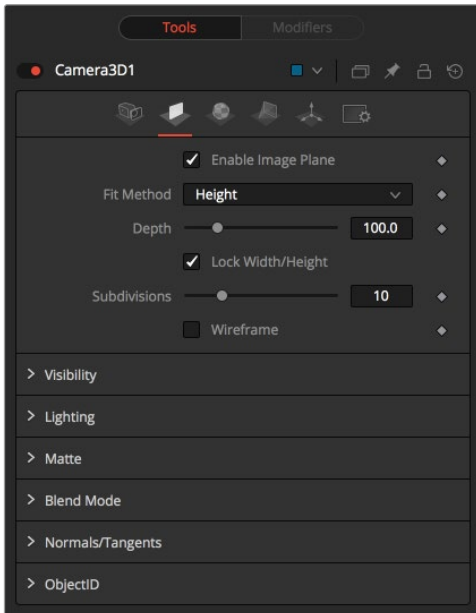 Tools Modifiers
Camera3D1
Enable Image Plane
Fit Method Height
Depth 100.0
Lock Width/Height
Subdivisions 10
Wireframe
Visibility
Lighting
Matte
Blend Mode
Normals/Tangents
ObjectID